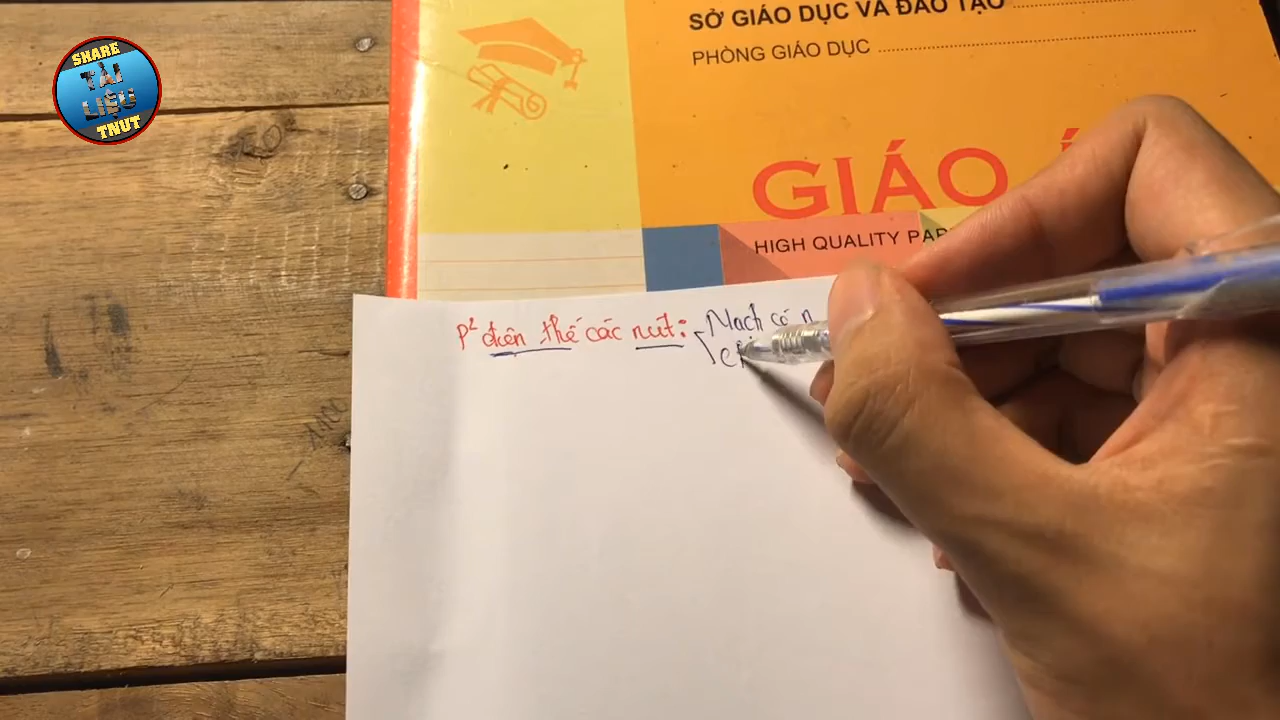 SHARE
TÀI
LIỆU
TNUT
SỞ GIÁO DỤC VÀ ĐÀO TẠO
PHÒNG GIÁO DỤC
GIÁO
HIGH QUALITY
P² điện thế các nút: Mạch có n